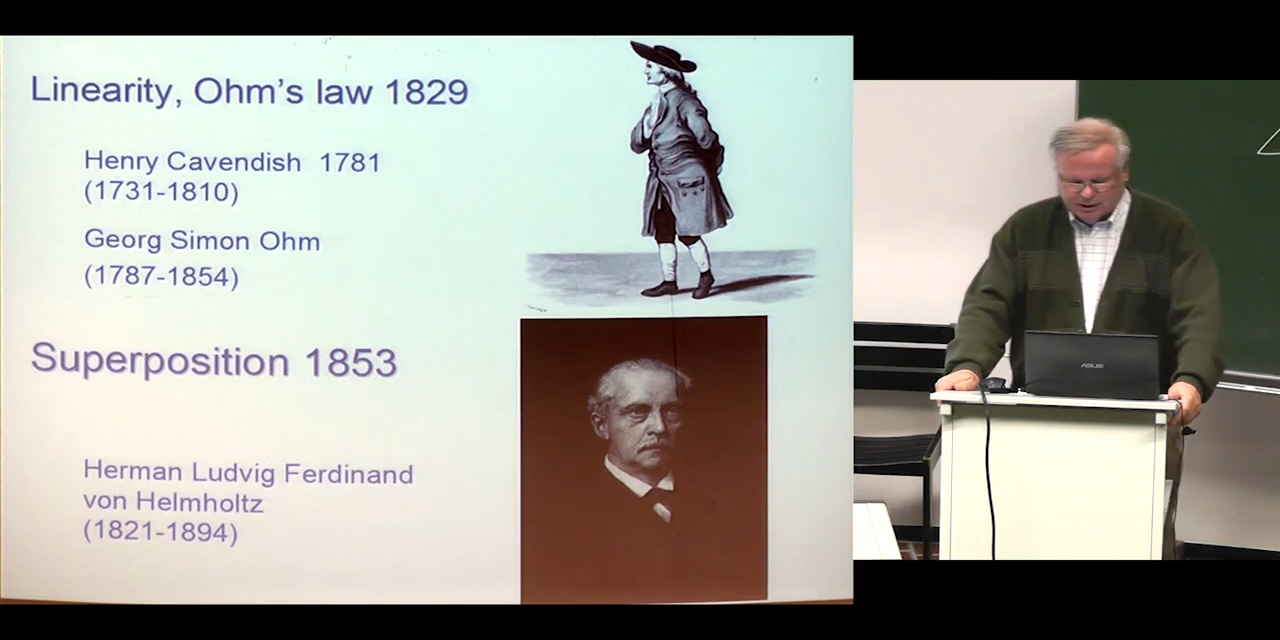 Linearity, Ohm's law 1829
Henry Cavendish 1781
(1731-1810)
Georg Simon Ohm
(1787-1854)
Superposition 1853
Herman Ludvig Ferdinand
von Helmholtz
(1821-1894)
ASUS